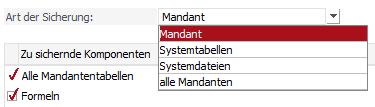 Art der Sicherung: Mandant
Mandant
Systemtabellen
Zu sichernde Komponenten
Systemdateien
Alle Mandantentabellen
alle Mandanten
Formeln